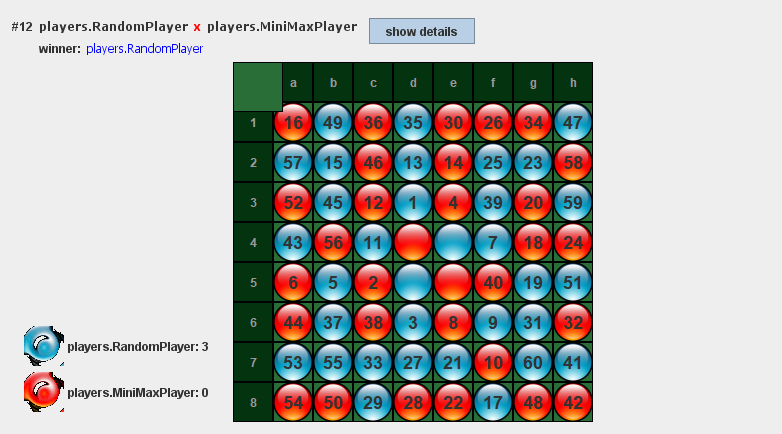 #12 players.RandomPlayer x players.MiniMaxPlayer show details
winner: players.RandomPlayer
a b c d e f g h
1 16 49 36 35 30 26 34 47
2 57 15 46 13 14 25 23 58
3 52 45 12 1 4 39 20 59
4 43 56 11 7 18 24
5 6 5 2 40 19 51
6 44 37 38 3 8 9 31 32
players.RandomPlayer: 3
7 53 55 33 27 21 10 60 41
players.MiniMaxPlayer: 0
8 54 50 29 28 22 17 48 42